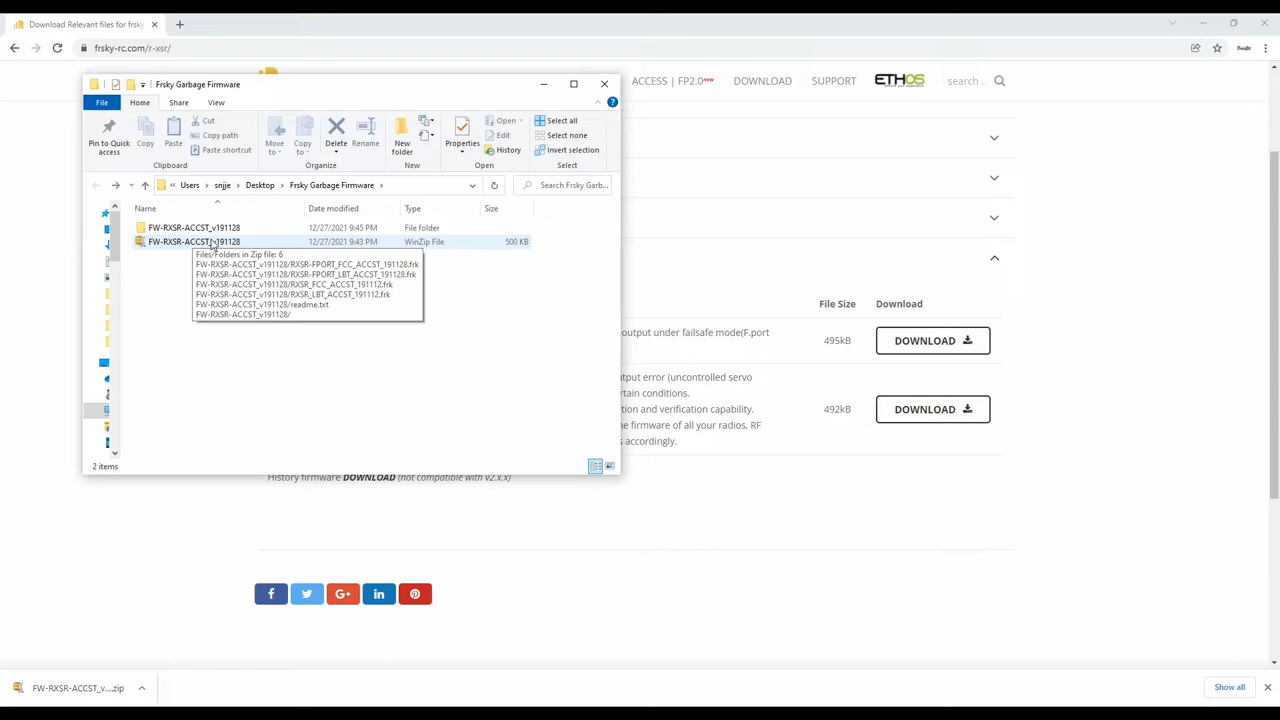 Download Relevant files for frsky
frsky-rc.com/r-xsr/
ACCESS | FP2.0new
DOWNLOAD
SUPPORT
ETHOS
search ..
Frsky Garbage Firmware
File
Home
Share
View
Pin to Quick access
Copy
Paste
Cut
Copy path
Paste shortcut
Move to
Copy to
Delete
Rename
New folder
Properties
Open
Edit
History
Select all
Select none
Invert selection
Clipboard
Organize
New
Open
Select
Users
snjje
Desktop
Frsky Garbage Firmware
Search Frsky Garb...
Name
Date modified
Type
Size
FW-RXSR-ACCST_v191128
12/27/2021 9:45 PM
File folder
FW-RXSR-ACCST_v191128
12/27/2021 9:43 PM
WinZip File
500 KB
Files/Folders in Zip file: 6
FW-RXSR-ACCST_v191128/RXSR-FPORT_FCC_ACCST_191128.frk
FW-RXSR-ACCST_v191128/RXSR-FPORT_LBT_ACCST_191128.frk
FW-RXSR-ACCST_v191128/RXSR_FCC_ACCST_191112.frk
FW-RXSR-ACCST_v191128/RXSR_LBT_ACCST_191112.frk
FW-RXSR-ACCST_v191128/readme.txt
FW-RXSR-ACCST_v191128/
2 items
File Size
Download
output under failsafe mode(F.port
495kB
DOWNLOAD
tput error (uncontrolled servo
rtain conditions.
tion and verification capability.
492kB
DOWNLOAD
he firmware of all your radios, RF
s accordingly.
History firmware DOWNLOAD (not compatible with v2.x.x)
FW-RXSR-ACCST_v....zip
Show all